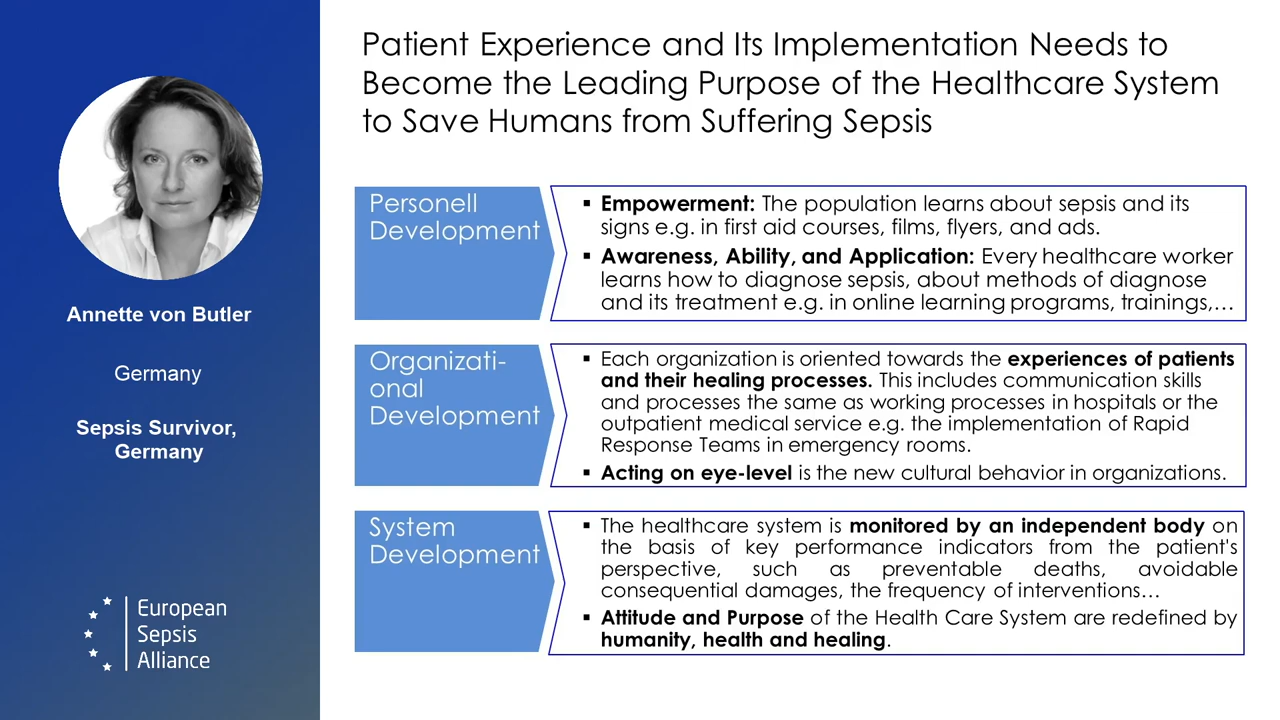 Patient Experience and Its Implementation Needs to
Become the Leading Purpose of the Healthcare System
to Save Humans from Suffering Sepsis
Annette von Butler
Germany
Sepsis Survivor,
Germany
European
Sepsis
Alliance
Personell
Development
▪ Empowerment: The population learns about sepsis and its
signs e.g. in first aid courses, films, flyers, and ads.
▪ Awareness, Ability, and Application: Every healthcare worker
learns how to diagnose sepsis, about methods of diagnose
and its treatment e.g. in online learning programs, trainings,…
Organizati-
onal
Development
▪ Each organization is oriented towards the experiences of patients
and their healing processes. This includes communication skills
and processes the same as working processes in hospitals or the
outpatient medical service e.g. the implementation of Rapid
Response Teams in emergency rooms.
▪ Acting on eye-level is the new cultural behavior in organizations.
System
Development
▪ The healthcare system is monitored by an independent body on
the basis of key performance indicators from the patient's
perspective, such as preventable deaths, avoidable
consequential damages, the frequency of interventions…
▪ Attitude and Purpose of the Health Care System are redefined by
humanity, health and healing.